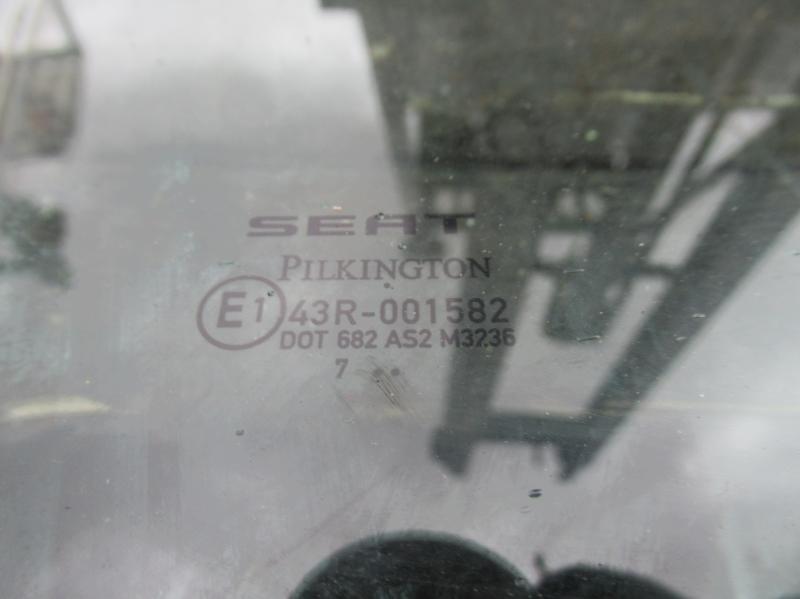 SEAT
PILKINGTON
E1 43R-001582
DOT 682 AS2 M3236
7 ..